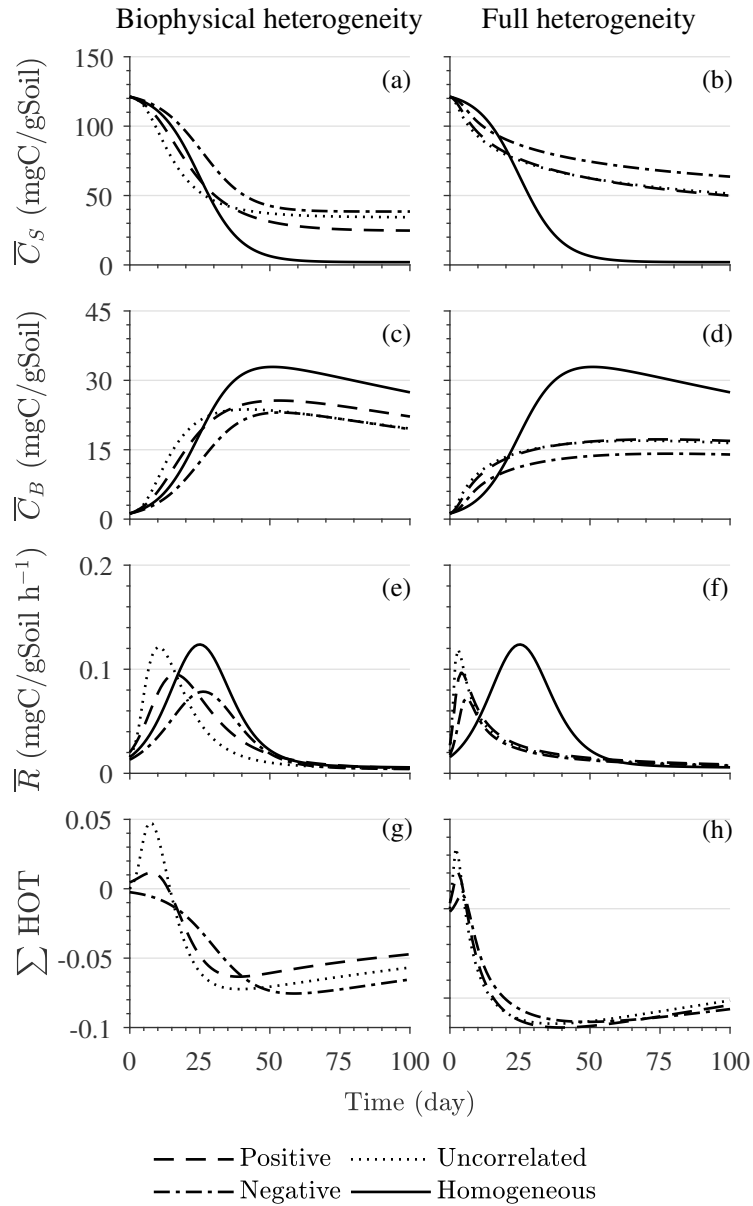 Biophysical heterogeneity Full heterogeneity
150
100
50
0
C̅_S (mgC/gSoil)
(a)
(b)
45
30
15
0
C̅_B (mgC/gSoil)
(c)
(d)
0.2
0.1
0
R̅ (mgC/gSoil h⁻¹)
(e)
(f)
0.05
0
-0.05
-0.1
∑ HOT
(g)
(h)
0 25 50 75 100 0 25 50 75 100
Time (day)
Positive Uncorrelated
Negative Homogeneous